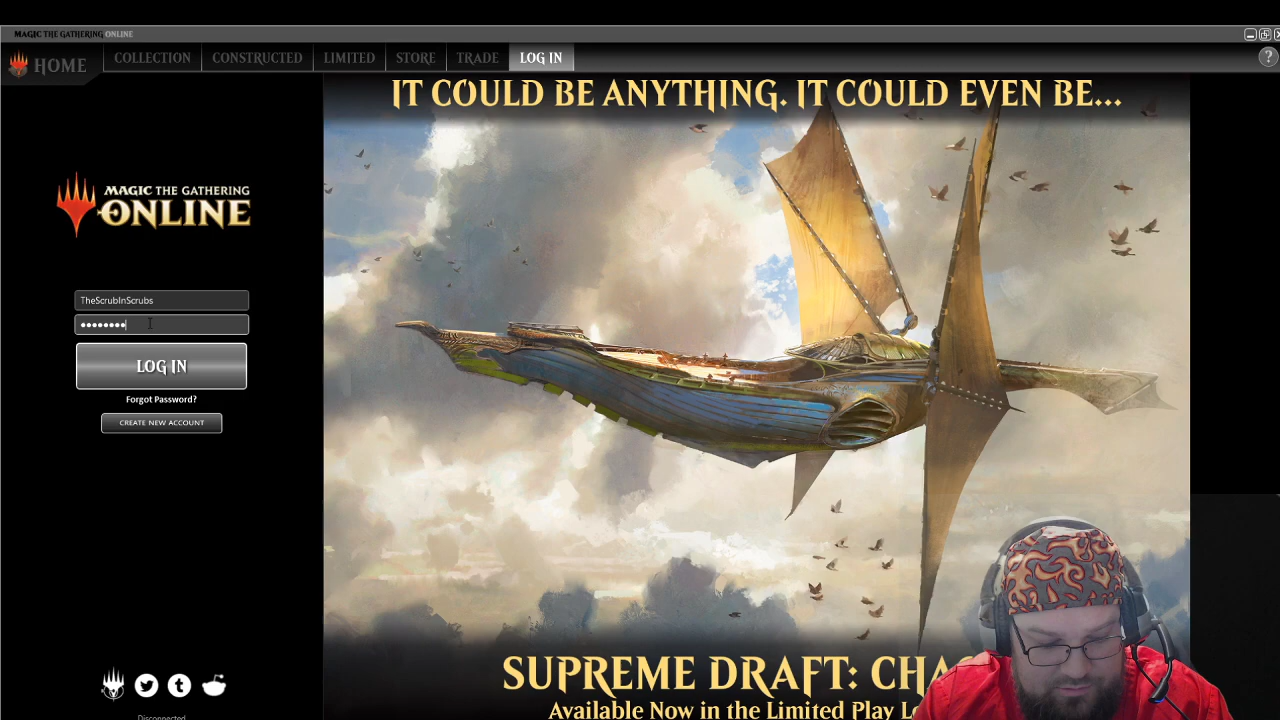 MAGIC THE GATHERING ONLINE
HOME
COLLECTION
CONSTRUCTED
LIMITED
STORE
TRADE
LOG IN
?
IT COULD BE ANYTHING. IT COULD EVEN BE...
MAGIC THE GATHERING
ONLINE
TheScrubInScrubs
LOG IN
Forgot Password?
CREATE NEW ACCOUNT
SUPREME DRAFT: CHA
Available Now in the Limited Play Lo
Disconnected